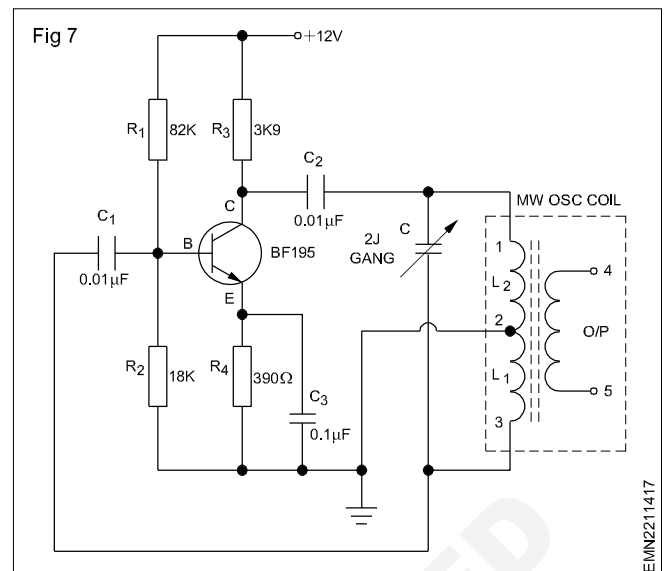 Fig 7
+12V
R1 82K
R3 3K9
C2
0.01µF
MW OSC COIL
C
C1
0.01µF
B
BF195
C
2J
GANG
1
L2
2
L1
3
4
O/P
5
E
R2 18K
R4 390Ω
C3
0.1µF
EMN2211417